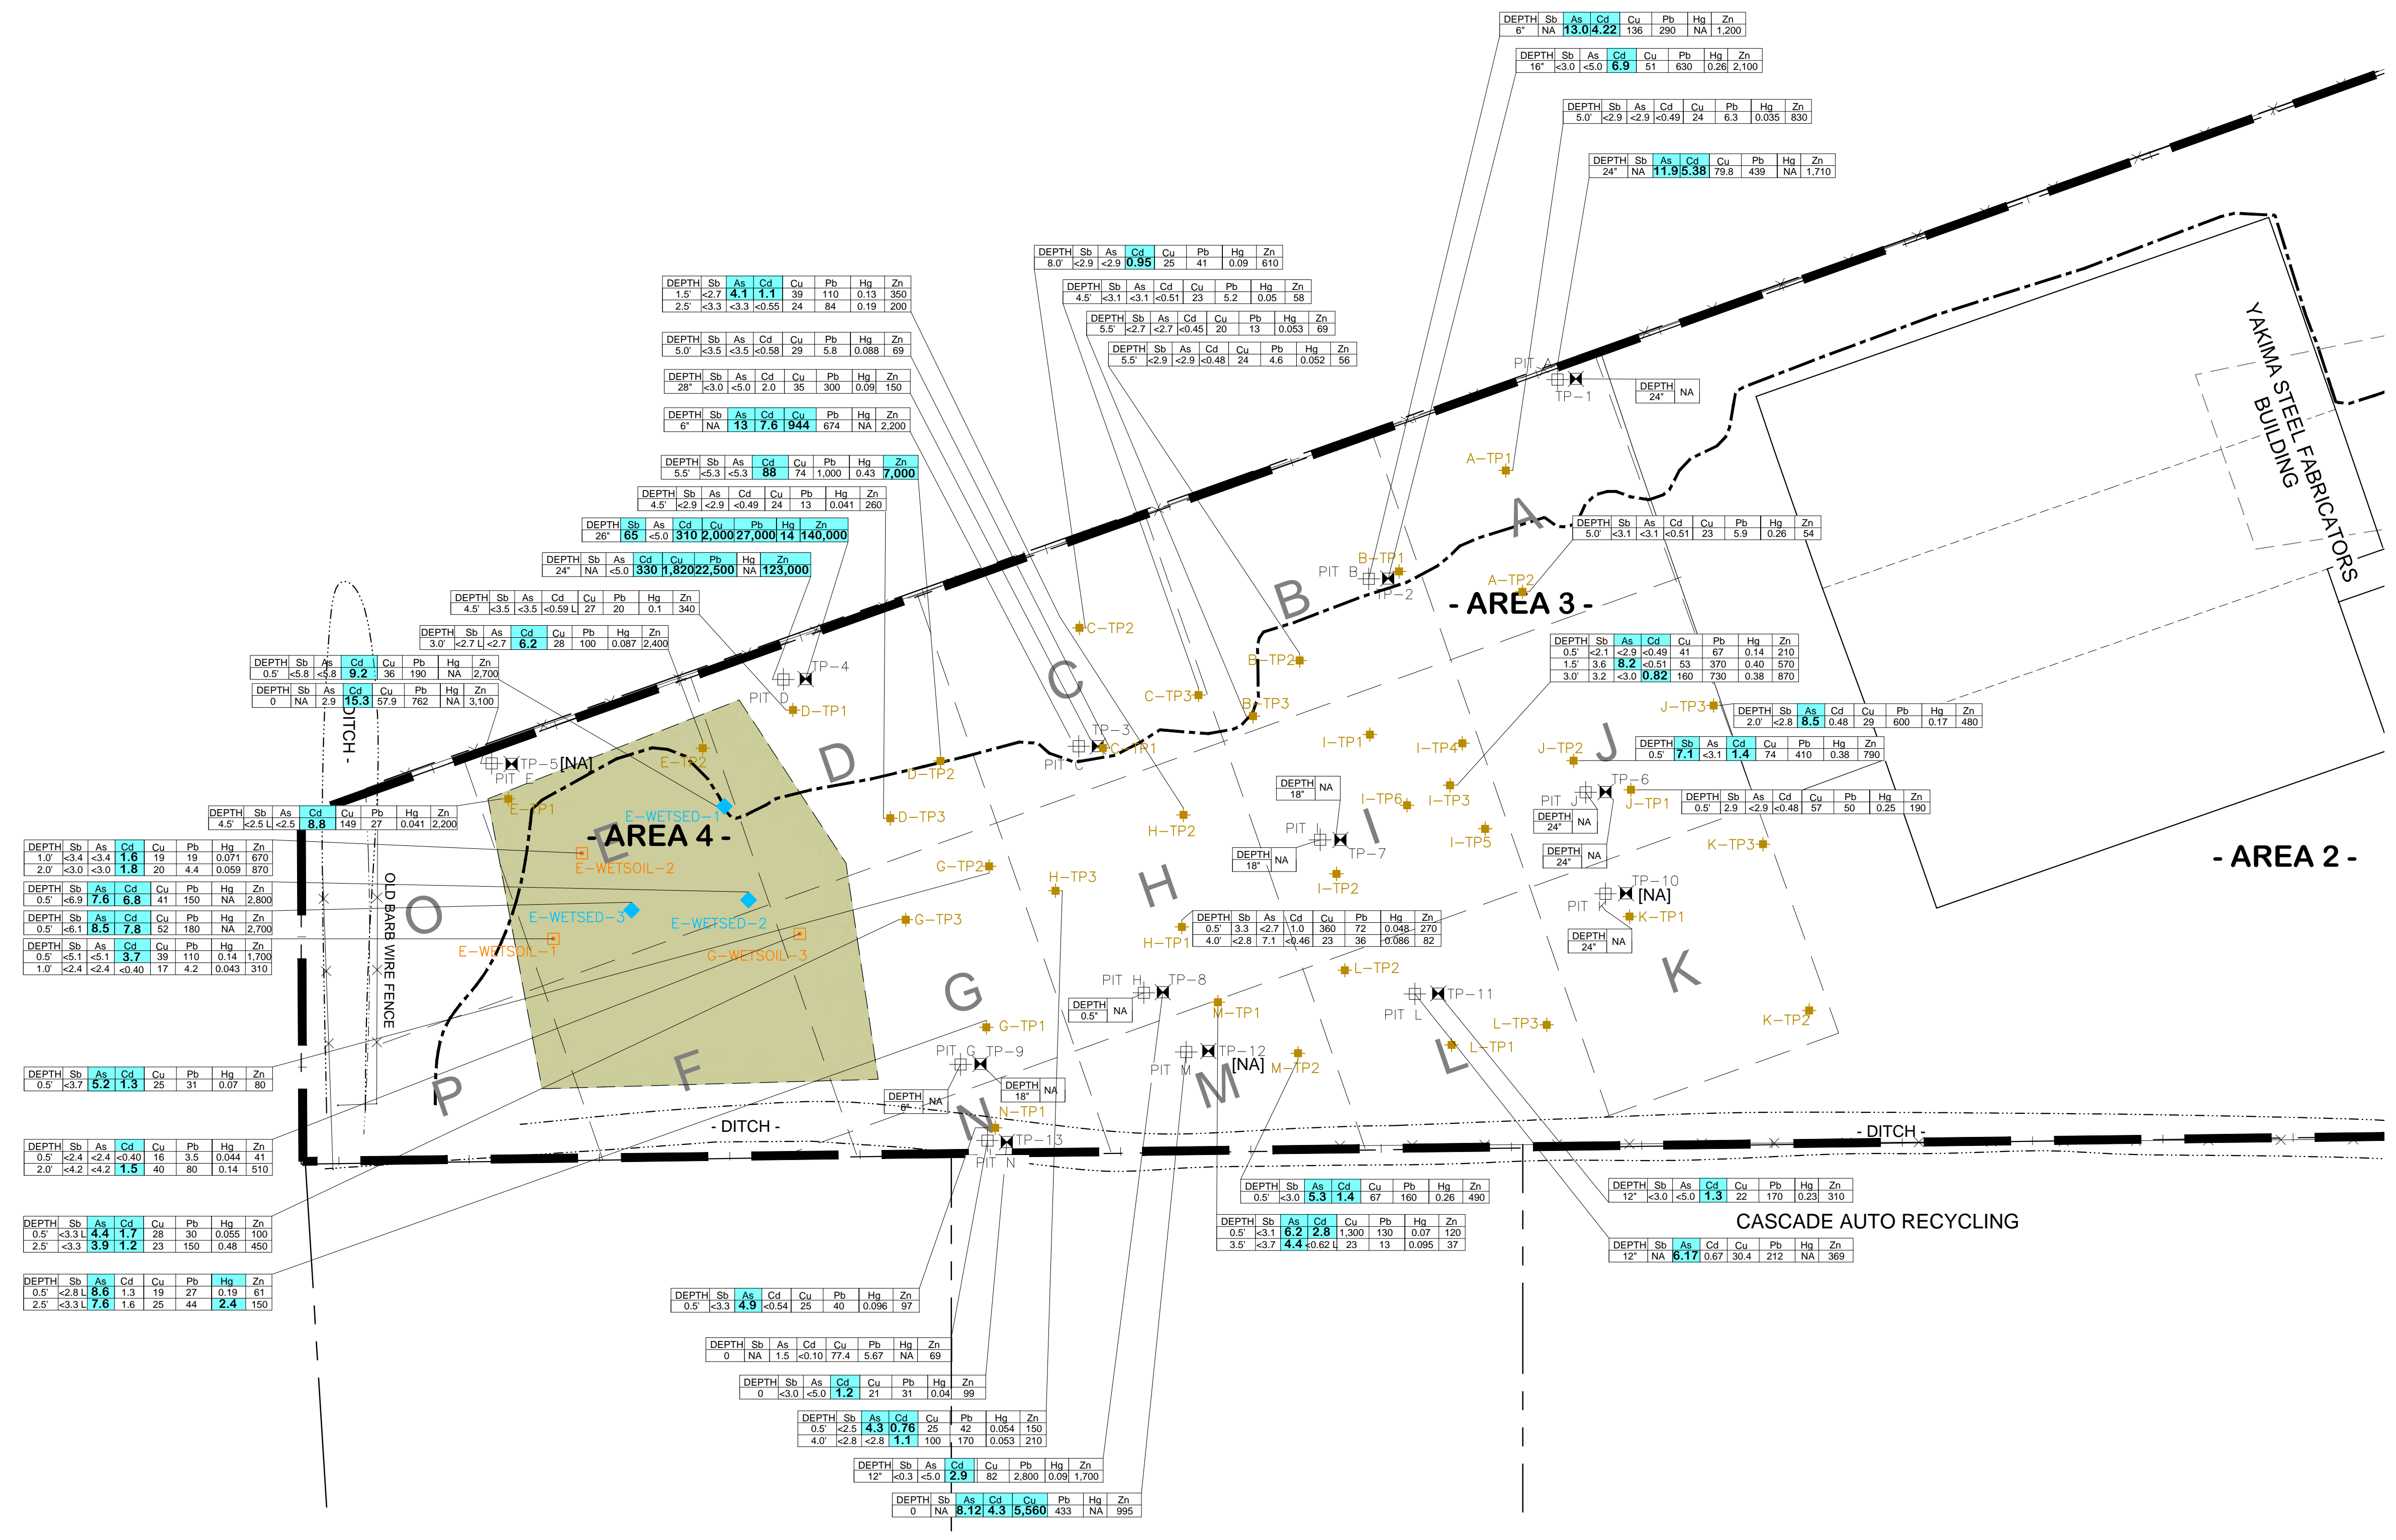 DEPTH Sb As Cd Cu Pb Hg Zn
6" NA 13.0 4.22 136 290 NA 1,200
DEPTH Sb As Cd Cu Pb Hg Zn
16" <3.0 <5.0 6.9 51 630 0.26 2,100
DEPTH Sb As Cd Cu Pb Hg Zn
5.0' <2.9 <2.9 <0.49 24 6.3 0.035 830
DEPTH Sb As Cd Cu Pb Hg Zn
24" NA 11.9 5.38 79.8 439 NA 1,710
DEPTH Sb As Cd Cu Pb Hg Zn
8.0' <2.9 <2.9 0.95 25 41 0.09 610
DEPTH Sb As Cd Cu Pb Hg Zn
4.5' <3.1 <3.1 <0.51 23 5.2 0.05 58
DEPTH Sb As Cd Cu Pb Hg Zn
5.5' <2.7 <2.7 <0.45 20 13 0.053 69
DEPTH Sb As Cd Cu Pb Hg Zn
5.5' <2.9 <2.9 <0.48 24 4.6 0.052 56
DEPTH Sb As Cd Cu Pb Hg Zn
1.5' <2.7 4.1 1.1 39 110 0.13 350
2.5' <3.3 <3.3 <0.55 24 84 0.19 200
DEPTH Sb As Cd Cu Pb Hg Zn
5.0' <3.5 <3.5 <0.58 29 5.8 0.088 69
DEPTH Sb As Cd Cu Pb Hg Zn
28" <3.0 <5.0 2.0 35 300 0.09 150
DEPTH Sb As Cd Cu Pb Hg Zn
6" NA 13 7.6 944 674 NA 2,200
DEPTH Sb As Cd Cu Pb Hg Zn
5.5' <5.3 <5.3 88 74 1,000 0.43 7,000
DEPTH Sb As Cd Cu Pb Hg Zn
4.5' <2.9 <2.9 <0.49 24 13 0.041 260
DEPTH Sb As Cd Cu Pb Hg Zn
26" 65 <5.0 310 2,000 27,000 14 140,000
DEPTH Sb As Cd Cu Pb Hg Zn
24" NA <5.0 330 1,820 22,500 NA 123,000
DEPTH Sb As Cd Cu Pb Hg Zn
4.5' <3.5 <3.5 <0.59 L 27 20 0.1 340
DEPTH Sb As Cd Cu Pb Hg Zn
3.0' <2.7 L <2.7 6.2 28 100 0.087 2,400
DEPTH Sb As Cd Cu Pb Hg Zn
0.5' <5.8 <5.8 9.2 36 190 NA 2,700
DEPTH Sb As Cd Cu Pb Hg Zn
0 NA 2.9 15.3 57.9 762 NA 3,100
DEPTH Sb As Cd Cu Pb Hg Zn
4.5' <2.5 L <2.5 8.8 149 27 0.041 2,200
DEPTH Sb As Cd Cu Pb Hg Zn
1.0' <3.4 <3.4 1.6 19 19 0.071 670
2.0' <3.0 <3.0 1.8 20 4.4 0.059 870
DEPTH Sb As Cd Cu Pb Hg Zn
0.5' <6.9 7.6 6.8 41 150 NA 2,800
DEPTH Sb As Cd Cu Pb Hg Zn
0.5' <6.1 8.5 7.8 52 180 NA 2,700
DEPTH Sb As Cd Cu Pb Hg Zn
0.5' <5.1 <5.1 3.7 39 110 0.14 1,700
1.0' <2.4 <2.4 <0.40 17 4.2 0.043 310
DEPTH Sb As Cd Cu Pb Hg Zn
0.5' <3.7 5.2 1.3 25 31 0.07 80
DEPTH Sb As Cd Cu Pb Hg Zn
0.5' <2.4 <2.4 <0.40 16 3.5 0.044 41
2.0' <4.2 <4.2 1.5 40 80 0.14 510
DEPTH Sb As Cd Cu Pb Hg Zn
0.5' <3.3 L 4.4 1.7 28 30 0.055 100
2.5' <3.3 3.9 1.2 23 150 0.48 450
DEPTH Sb As Cd Cu Pb Hg Zn
0.5' <2.8 L 8.6 1.3 19 27 0.19 61
2.5' <3.3 L 7.6 1.6 25 44 2.4 150
DEPTH Sb As Cd Cu Pb Hg Zn
0.5' <3.3 4.9 <0.54 25 40 0.096 97
DEPTH Sb As Cd Cu Pb Hg Zn
0 NA 1.5 <0.10 77.4 5.67 NA 69
DEPTH Sb As Cd Cu Pb Hg Zn
0 <3.0 <5.0 1.2 21 31 0.04 99
DEPTH Sb As Cd Cu Pb Hg Zn
0.5' <2.5 4.3 0.76 25 42 0.054 150
4.0' <2.8 <2.8 1.1 100 170 0.053 210
DEPTH Sb As Cd Cu Pb Hg Zn
12" <0.3 <5.0 2.9 82 2,800 0.09 1,700
DEPTH Sb As Cd Cu Pb Hg Zn
0 NA 8.12 4.3 5,560 433 NA 995
DEPTH Sb As Cd Cu Pb Hg Zn
0.5' <3.0 5.3 1.4 67 160 0.26 490
DEPTH Sb As Cd Cu Pb Hg Zn
0.5' <3.1 6.2 2.8 1,300 130 0.07 120
3.5' <3.7 4.4 <0.62 L 23 13 0.095 37
DEPTH Sb As Cd Cu Pb Hg Zn
12" <3.0 <5.0 1.3 22 170 0.23 310
DEPTH Sb As Cd Cu Pb Hg Zn
12" NA 6.17 0.67 30.4 212 NA 369
DEPTH Sb As Cd Cu Pb Hg Zn
5.0' <3.1 <3.1 <0.51 23 5.9 0.26 54
DEPTH Sb As Cd Cu Pb Hg Zn
0.5' <2.1 <2.9 <0.49 41 67 0.14 210
1.5' 3.6 8.2 <0.51 53 370 0.40 570
3.0' 3.2 <3.0 0.82 160 730 0.38 870
DEPTH Sb As Cd Cu Pb Hg Zn
2.0' <2.8 8.5 0.48 29 600 0.17 480
DEPTH Sb As Cd Cu Pb Hg Zn
0.5' 7.1 <3.1 1.4 74 410 0.38 790
DEPTH Sb As Cd Cu Pb Hg Zn
0.5' 2.9 <2.9 <0.48 57 50 0.25 190
DEPTH Sb As Cd Cu Pb Hg Zn
0.5' 3.3 <2.7 1.0 360 72 0.048 270
4.0' <2.8 7.1 <0.46 23 36 0.086 82
PIT A
TP-1
DEPTH NA
24"
A-TP1
A-TP2
A
B-TP1
PIT B
TP-2
B
B-TP2
B-TP3
- AREA 3 -
C-TP2
C-TP3
C
TP-3
C-TP1
PIT C
TP-4
PIT D
D-TP1
D
D-TP2
D-TP3
TP-5 [NA]
PIT E
E-TP2
E-TP1
E-WETSED-1
- AREA 4 -
E
E-WETSOIL-2
E-WETSED-3
E-WETSED-2
E-WETSOIL-1
G-WETSOIL-3
O
P
F
- DITCH -
OLD BARB WIRE FENCE
G-TP2
G-TP3
G
G-TP1
PIT G
TP-9
DEPTH NA
6"
DEPTH NA
18"
H-TP2
H-TP3
H
H-TP1
PIT H
TP-8
DEPTH NA
0.5"
I-TP1
I-TP4
I-TP3
I-TP6
I
I-TP5
I-TP2
PIT I
TP-7
DEPTH NA
18"
DEPTH NA
18"
J-TP3
J
J-TP2
TP-6
PIT J
J-TP1
DEPTH NA
24"
DEPTH NA
24"
K-TP3
TP-10
[NA]
PIT K
K-TP1
DEPTH NA
24"
K
K-TP2
L-TP2
TP-11
PIT L
L-TP3
L-TP1
L
M-TP1
TP-12
[NA]
PIT M
M-TP2
M
N-TP1
N
TP-13
PIT N
- DITCH -
- DITCH -
YAKIMA STEEL FABRICATORS
BUILDING
- AREA 2 -
CASCADE AUTO RECYCLING